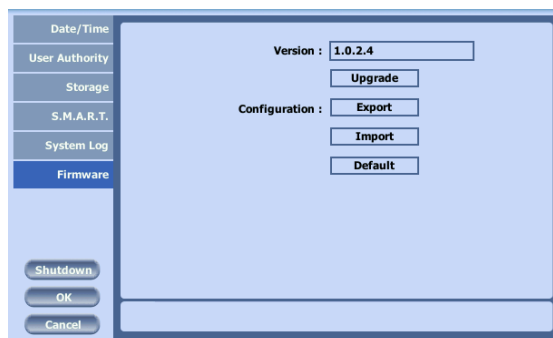 Date/Time
User Authority
Storage
S.M.A.R.T.
System Log
Firmware
Shutdown
OK
Cancel
Version : 1.0.2.4
Upgrade
Configuration : Export
Import
Default